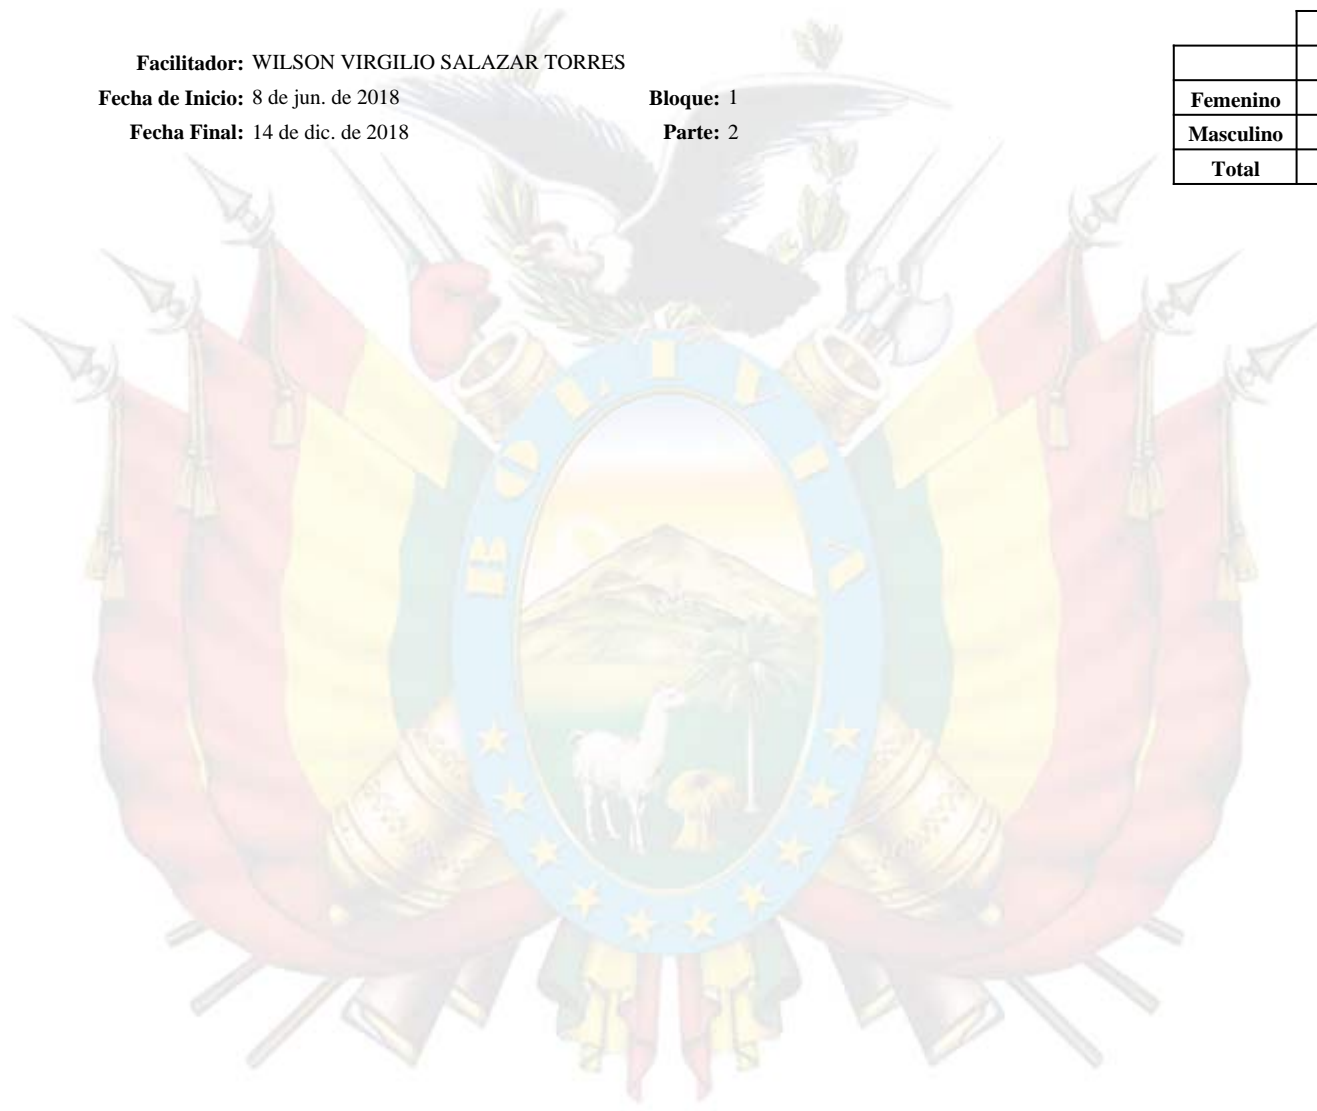 Facilitador: WILSON VIRGILIO SALAZAR TORRES
Fecha de Inicio: 8 de jun. de 2018 Bloque: 1
Fecha Final: 14 de dic. de 2018 Parte: 2
Femenino
Masculino
Total
BOLIVIA